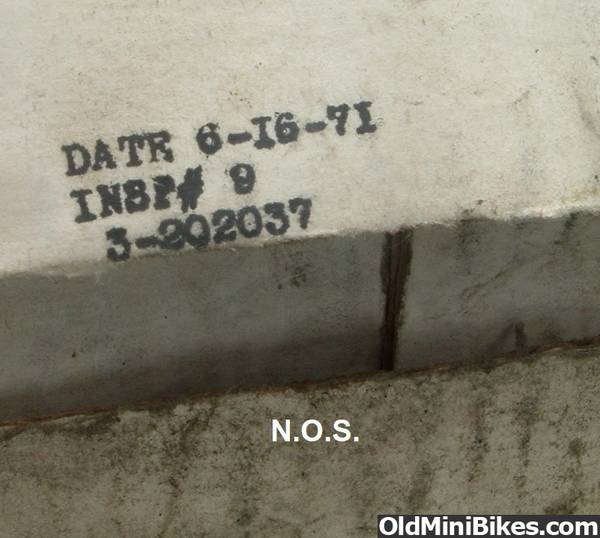 DATE 6-16-71
INSP# 9
3-202037
N.O.S.
OldMiniBikes.com